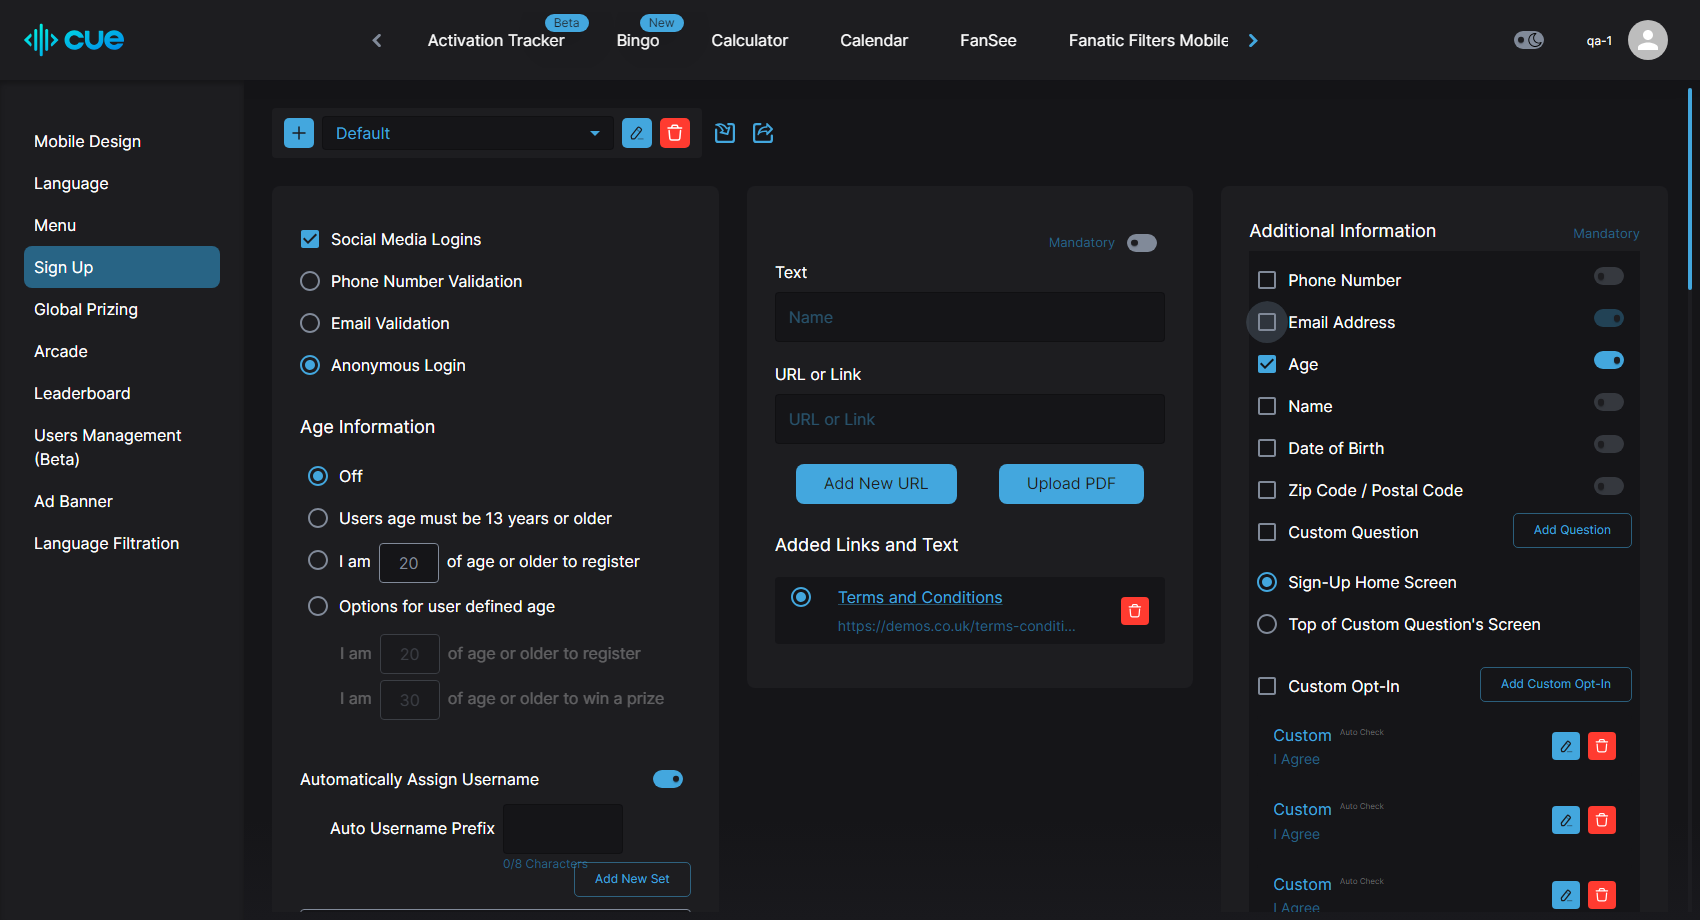 cue
Activation Tracker
Beta
Bingo
New
Calculator
Calendar
FanSee
Fanatic Filters Mobile
qa-1
Mobile Design
Language
Menu
Sign Up
Global Prizing
Arcade
Leaderboard
Users Management
(Beta)
Ad Banner
Language Filtration
Default
Social Media Logins
Phone Number Validation
Email Validation
Anonymous Login
Age Information
Off
Users age must be 13 years or older
I am 20 of age or older to register
Options for user defined age
I am 20 of age or older to register
I am 30 of age or older to win a prize
Automatically Assign Username
Auto Username Prefix
0/8 Characters
Add New Set
Mandatory
Text
Name
URL or Link
URL or Link
Add New URL
Upload PDF
Added Links and Text
Terms and Conditions
https://demos.co.uk/terms-conditi...
Additional Information
Mandatory
Phone Number
Email Address
Age
Name
Date of Birth
Zip Code / Postal Code
Custom Question
Add Question
Sign-Up Home Screen
Top of Custom Question's Screen
Custom Opt-In
Add Custom Opt-In
Custom Auto Check
I Agree
Custom Auto Check
I Agree
Custom Auto Check
I Agree